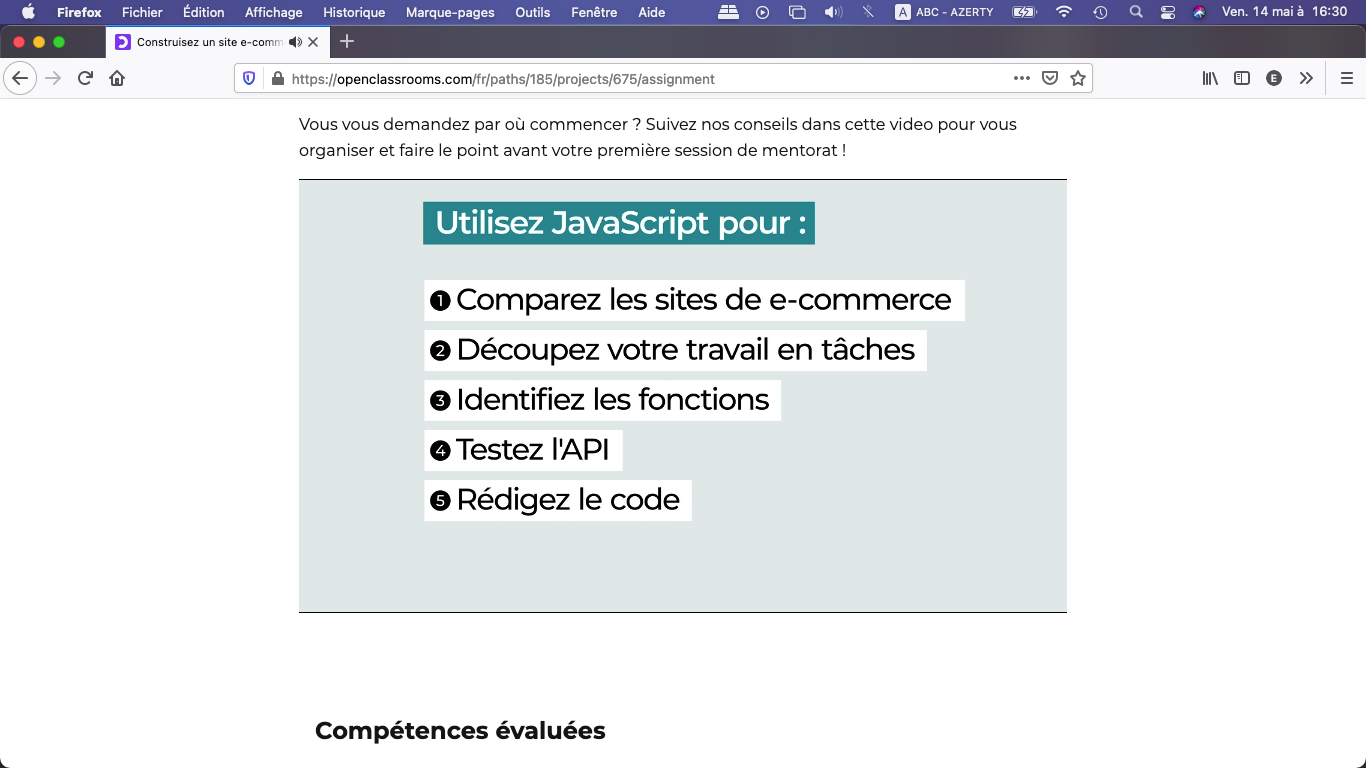 Firefox Fichier Édition Affichage Historique Marque-pages Outils Fenêtre Aide A ABC - AZERTY Ven. 14 mai à 16:30
Construisez un site e-comm
https://openclassrooms.com/fr/paths/185/projects/675/assignment E
Vous vous demandez par où commencer ? Suivez nos conseils dans cette video pour vous
organiser et faire le point avant votre première session de mentorat !
Utilisez JavaScript pour :
1 Comparez les sites de e-commerce
2 Découpez votre travail en tâches
3 Identifiez les fonctions
4 Testez l'API
5 Rédigez le code
Compétences évaluées